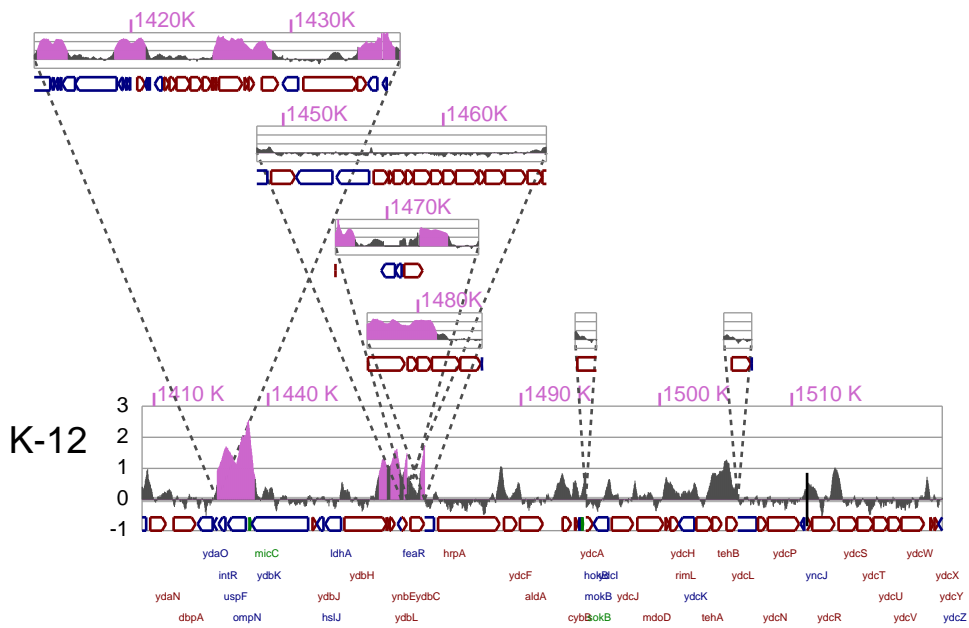 1420K 1430K
1450K 1460K
1470K
1480K
1410 K 1440 K 1490 K 1500 K 1510 K
3
2
K-12
1
0
-1
ydaO micC ldhA feaR hrpA ydcA ydcH tehB ydcP ydcS ydcW
intR ydbK ydbH ydcF hokB ydcI rimL ydcL yncJ ydcT ydcX
uspF ydbJ ynbE ydbC aldA mokB ydcJ ydcK ydcU ydcY
ydaN
dbpA ompN hslJ ydbL cybB sokB mdoD tehA ydcN ydcR ydcV ydcZ